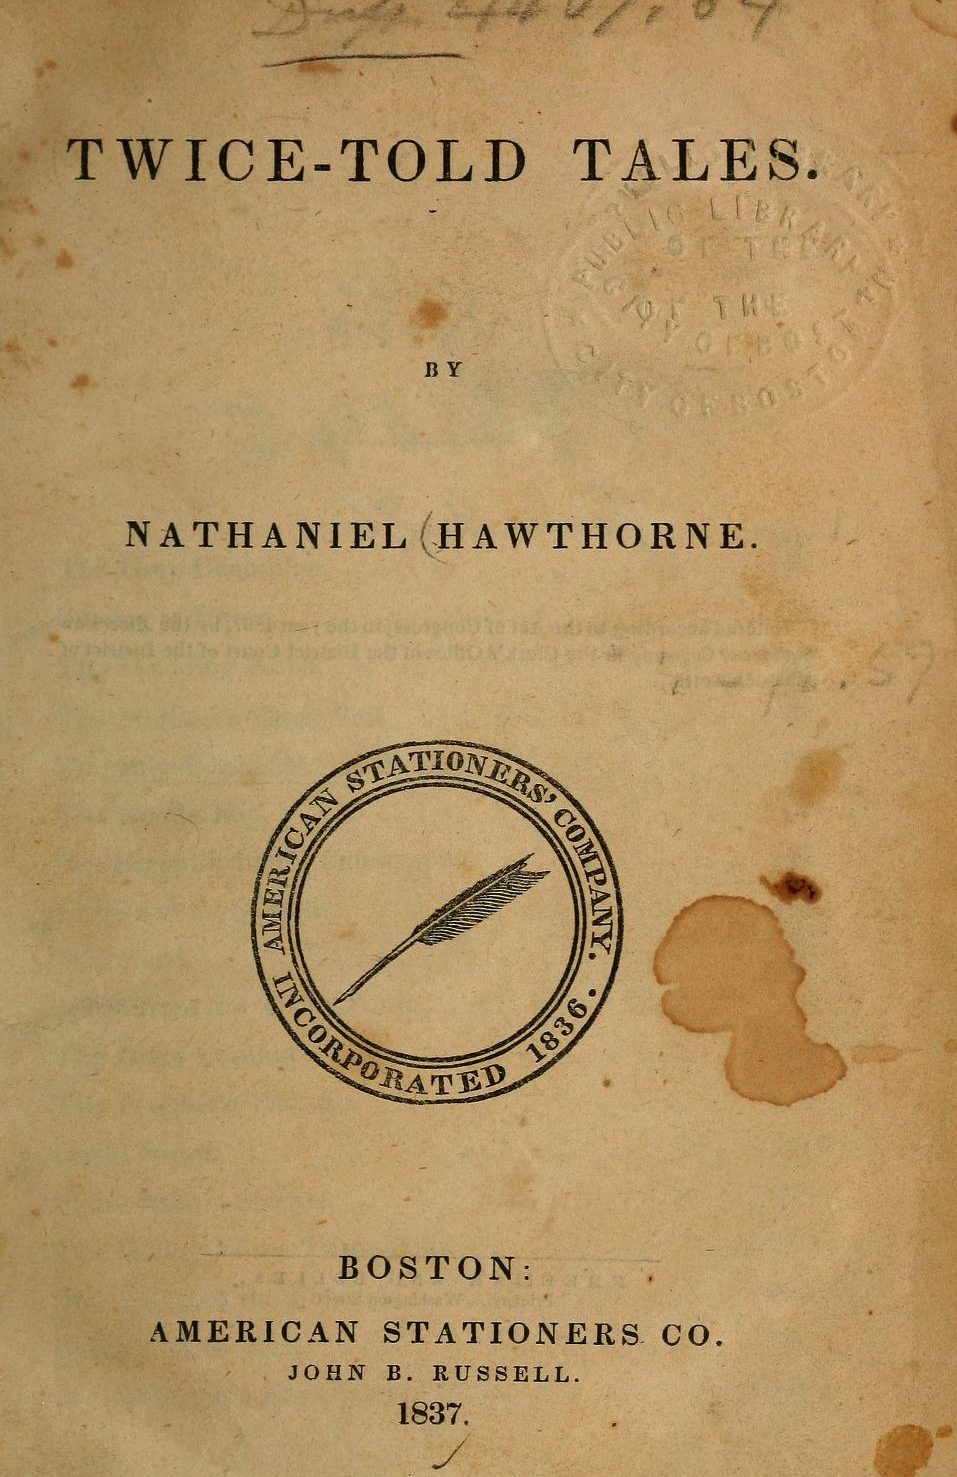 TWICE-TOLD TALES.
PUBLIC LIBRARY
OF THE
CITY OF BOSTON
BY
NATHANIEL HAWTHORNE.
AMERICAN STATIONERS' COMPANY.
INCORPORATED 1836.
BOSTON:
AMERICAN STATIONERS CO.
JOHN B. RUSSELL.
1837.